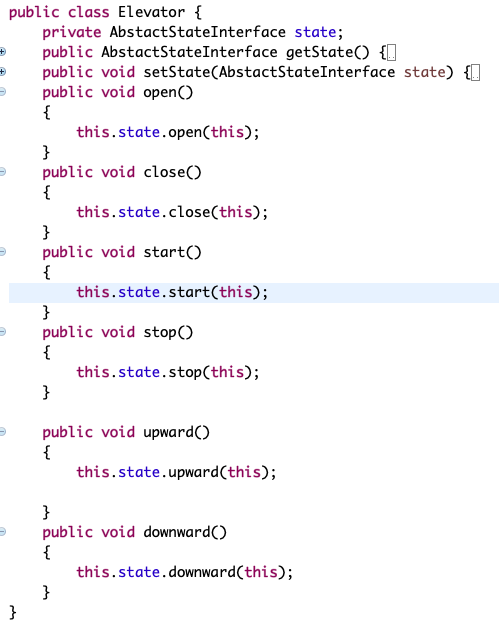 public class Elevator {
    private AbstactStateInterface state;
    public AbstactStateInterface getState() {
    public void setState(AbstactStateInterface state) {
    public void open()
    {
        this.state.open(this);
    }
    public void close()
    {
        this.state.close(this);
    }
    public void start()
    {
        this.state.start(this);
    }
    public void stop()
    {
        this.state.stop(this);
    }

    public void upward()
    {
        this.state.upward(this);

    }
    public void downward()
    {
        this.state.downward(this);
    }
}